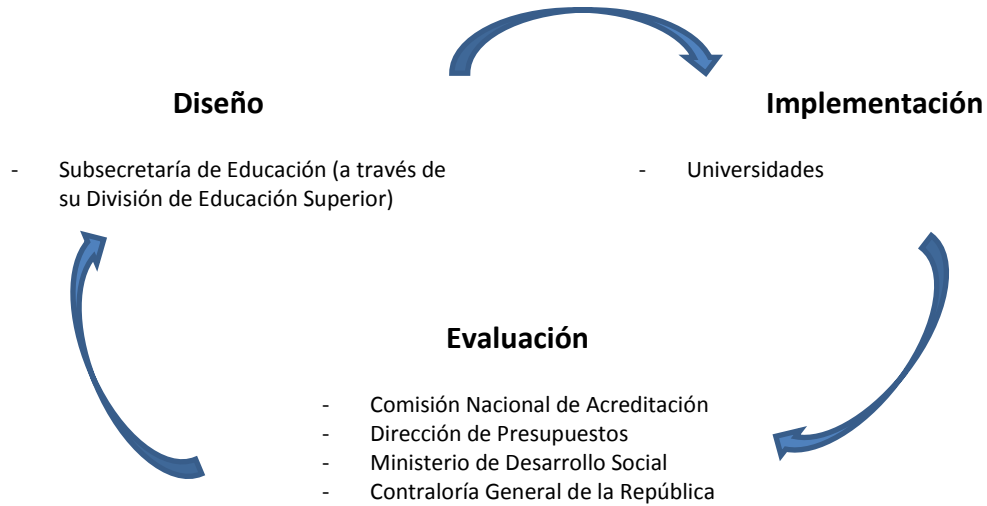 Diseño
- Subsecretaría de Educación (a través de
su División de Educación Superior)
Implementación
- Universidades
Evaluación
- Comisión Nacional de Acreditación
- Dirección de Presupuestos
- Ministerio de Desarrollo Social
- Contraloría General de la República